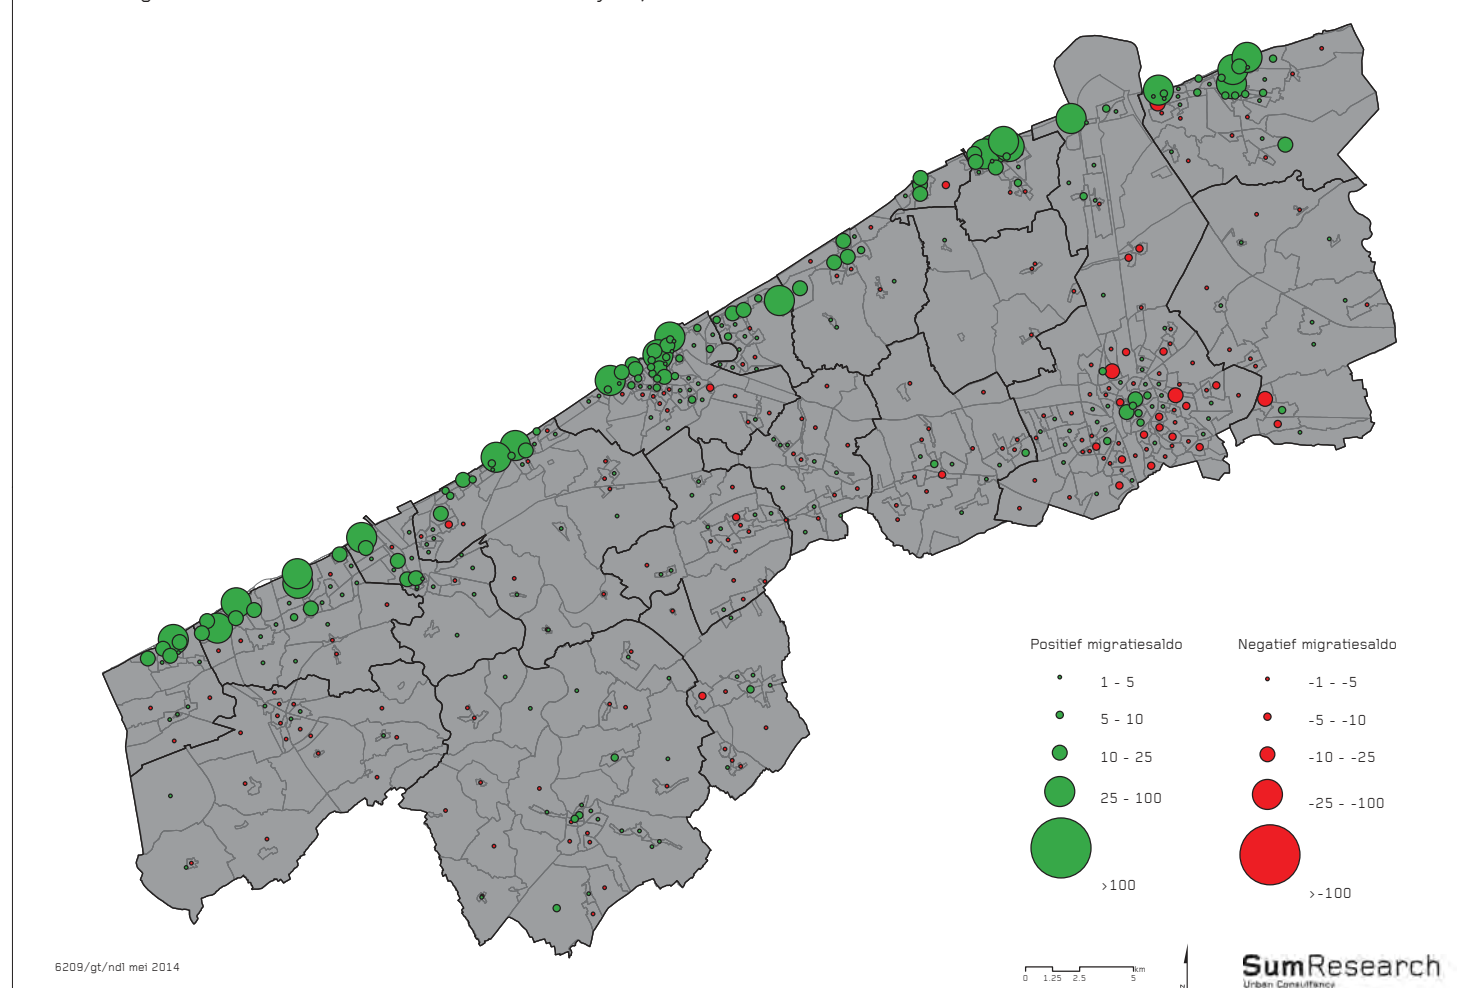 Positief migratiesaldo Negatief migratiesaldo
1 - 5 -1 - -5
5 - 10 -5 - -10
10 - 25 -10 - -25
25 - 100 -25 - -100
>100 >-100
6209/gt/ndl mei 2014
km
0 1.25 2.5 5
N
SumResearch
Urban Consultancy